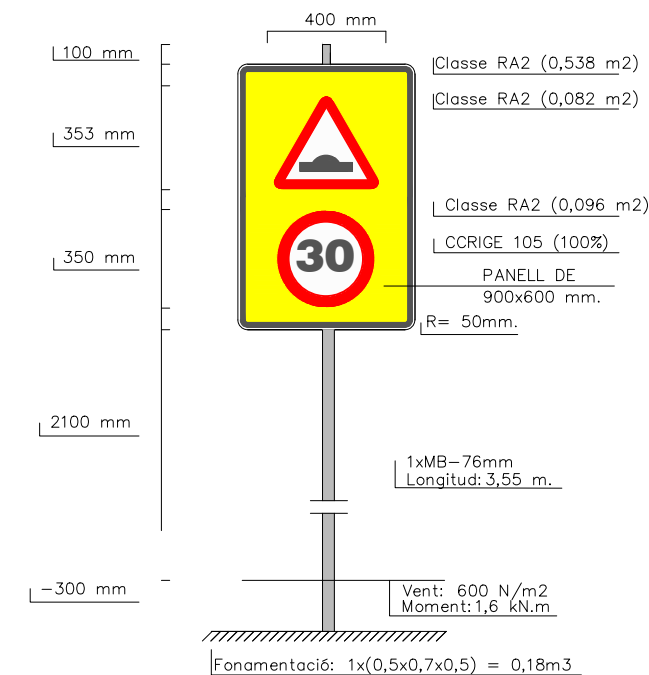 400 mm
100 mm
Classe RA2 (0,538 m2)
Classe RA2 (0,082 m2)
353 mm
Classe RA2 (0,096 m2)
CCRIGE 105 (100%)
350 mm
30
PANELL DE
900x600 mm.
R= 50mm.
2100 mm
1xMB-76mm
Longitud: 3,55 m.
-300 mm
Vent: 600 N/m2
Moment: 1,6 kN.m
Fonamentació: 1x(0,5x0,7x0,5) = 0,18m3